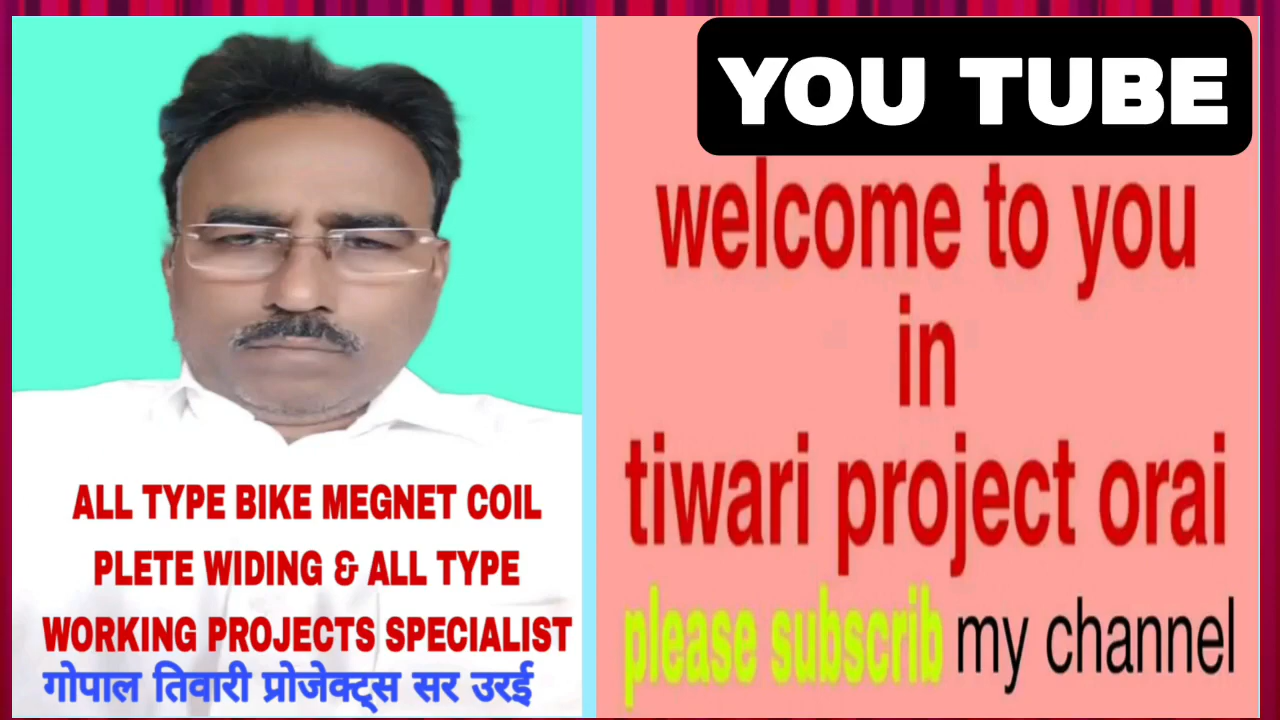 ALL TYPE BIKE MEGNET COIL
PLETE WIDING & ALL TYPE
WORKING PROJECTS SPECIALIST
गोपाल तिवारी प्रोजेक्ट्स सर उरई
YOU TUBE
welcome to you
in
tiwari project orai
please subscrib my channel